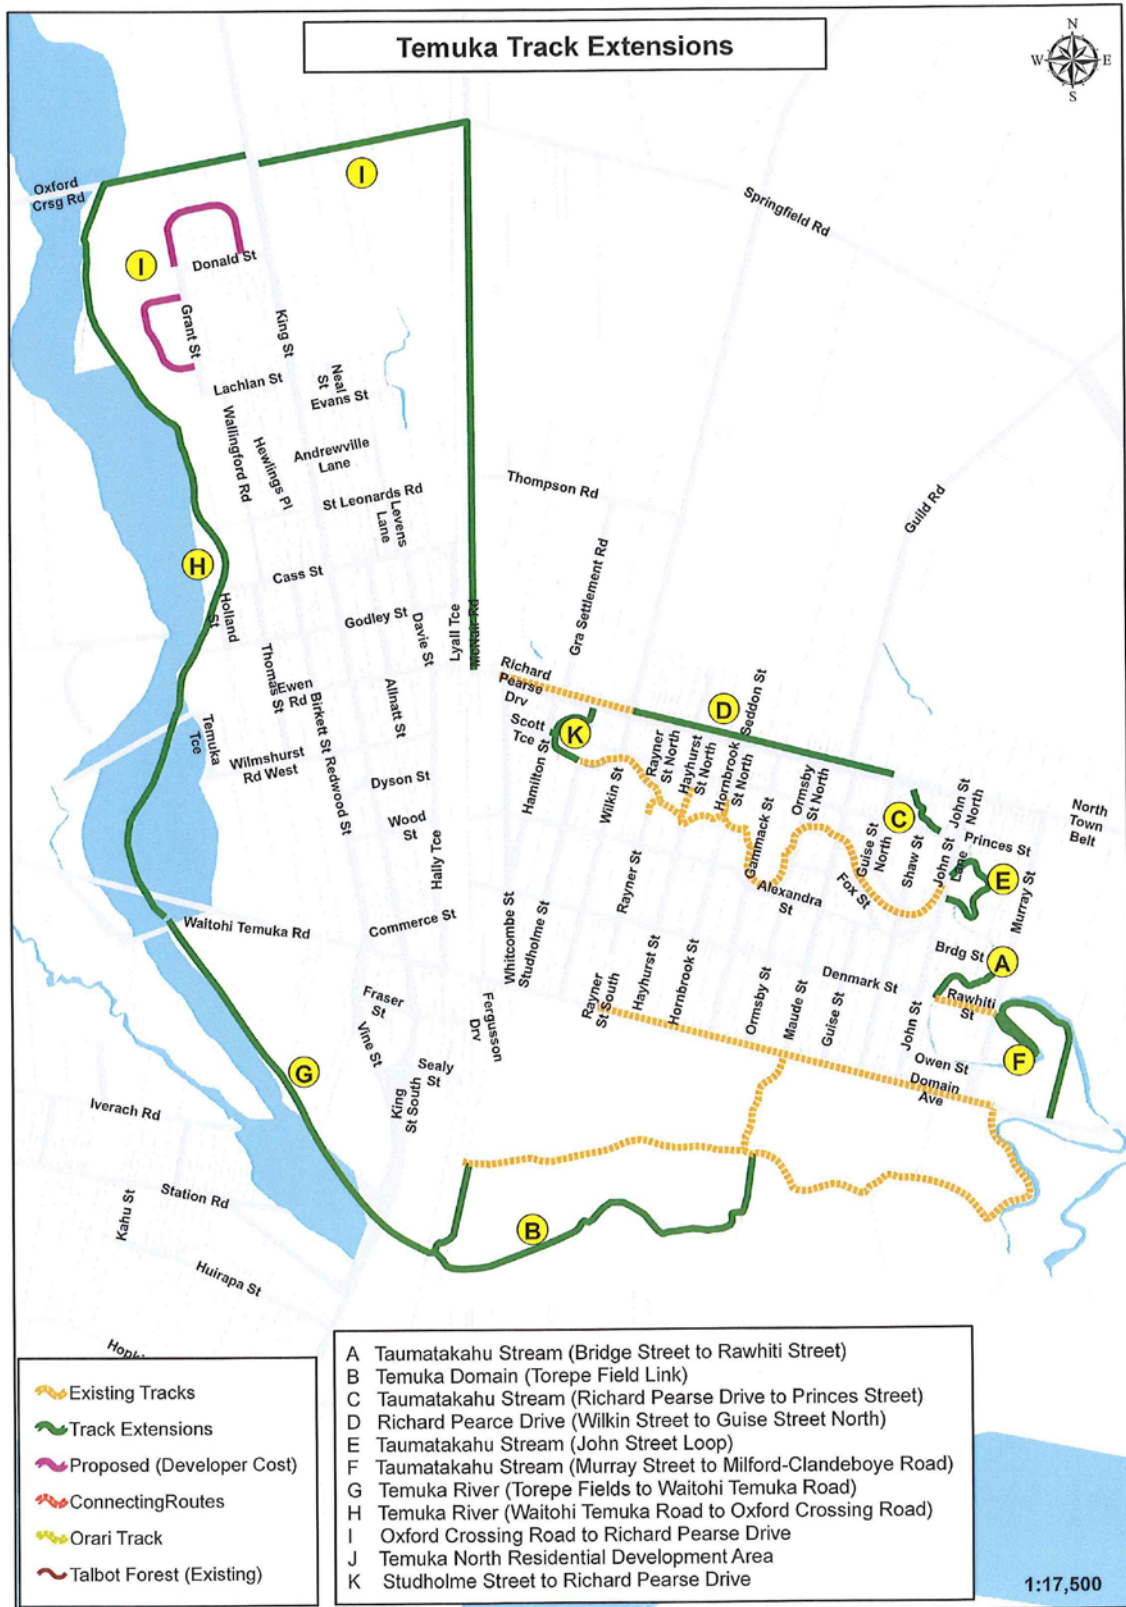 Temuka Track Extensions
N
W
E
S
I
Oxford
Crsg Rd
Springfield Rd
Donald St
I
Grant St
King St
Lachlan St
Neal
St
Evans St
Wallingford Rd
Hewlings Pl
Andrewville
Lane
St Leonards Rd
Levens
Lane
Thompson Rd
Guild Rd
H
Cass St
Gra Settlement Rd
Holland
St
Godley St
Davie St
Lyall Tce
McNair Rd
Thomas St
Ewen
Rd
Birkett St
Redwood St
Allnatt St
Richard
Pearse
Drv
Scott
Tce
K
D
Seddon St
Temuka
Tce
Wilmshurst
Rd West
Dyson St
Hamilton St
Wilkin St
Rayner
St North
Hayhurst
St North
Hornbrook
St North
Gammack St
Ormsby
St North
C
Guise St
North
Shaw St
John St
North
John St
Lane
Princes St
North
Town
Belt
Wood
St
Hally Tce
Rayner St
Alexandra
St
Fox St
E
Murray St
Waitohi Temuka Rd
Commerce St
Whitcombe St
Studholme St
Brdg St
A
Fraser
St
Vine St
Fergusson
Drv
Rayner
St South
Hayhurst St
Hornbrook St
Ormsby St
Maude St
Guise St
Denmark St
John St
Rawhiti
St
F
Owen St
Domain
Ave
G
Sealy
St
King
St South
Iverach Rd
Station Rd
Kahu St
Huirapa St
B
Existing Tracks
Track Extensions
Proposed (Developer Cost)
ConnectingRoutes
Orari Track
Talbot Forest (Existing)
A Taumatakahu Stream (Bridge Street to Rawhiti Street)
B Temuka Domain (Torepe Field Link)
C Taumatakahu Stream (Richard Pearse Drive to Princes Street)
D Richard Pearce Drive (Wilkin Street to Guise Street North)
E Taumatakahu Stream (John Street Loop)
F Taumatakahu Stream (Murray Street to Milford-Clandeboye Road)
G Temuka River (Torepe Fields to Waitohi Temuka Road)
H Temuka River (Waitohi Temuka Road to Oxford Crossing Road)
I Oxford Crossing Road to Richard Pearse Drive
J Temuka North Residential Development Area
K Studholme Street to Richard Pearse Drive
1:17,500